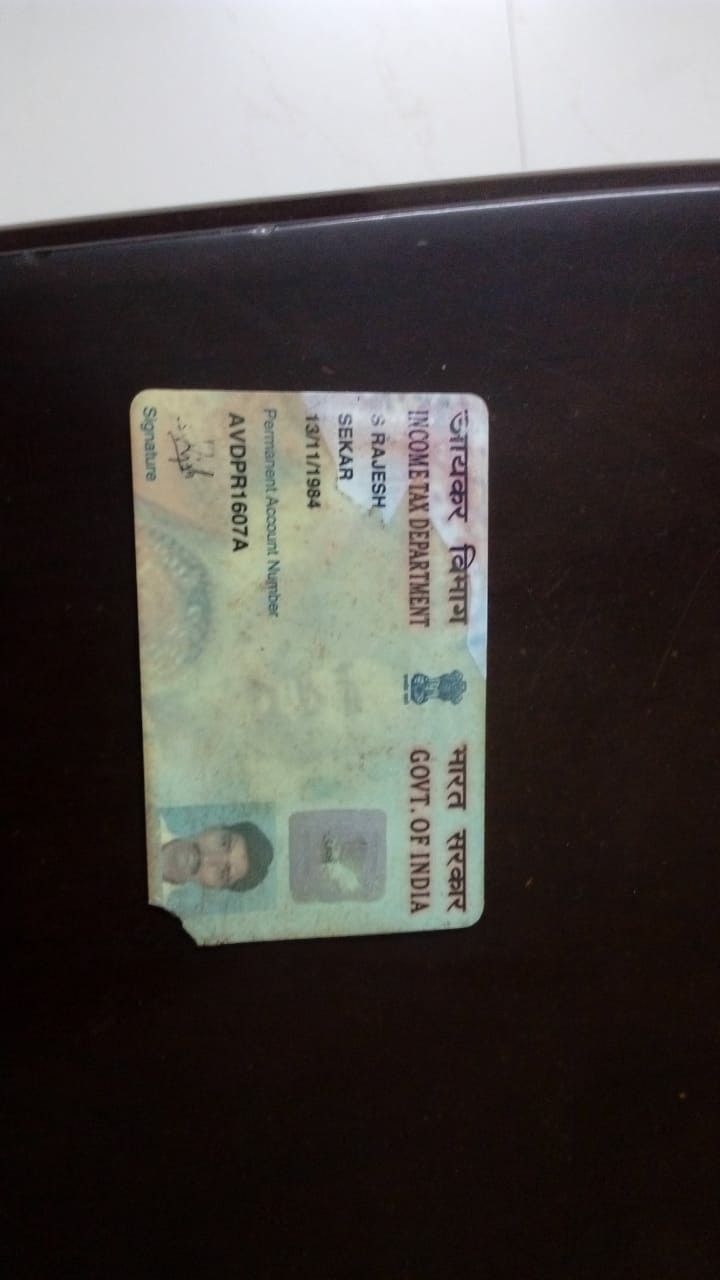 आयकर विभाग
INCOME TAX DEPARTMENT
भारत सरकार
GOVT. OF INDIA
S RAJESH
SEKAR
13/11/1984
Permanent Account Number
AVDPR1607A
Signature